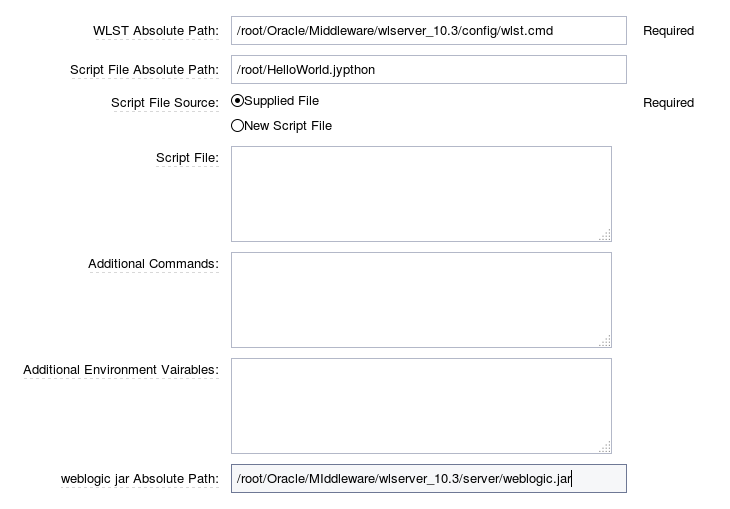 WLST Absolute Path: /root/Oracle/Middleware/wlserver_10.3/config/wlst.cmd Required
Script File Absolute Path: /root/HelloWorld.jypthon
Script File Source: Supplied File Required
New Script File
Script File:
Additional Commands:
Additional Environment Vairables:
weblogic jar Absolute Path: /root/Oracle/MIddleware/wlserver_10.3/server/weblogic.jar